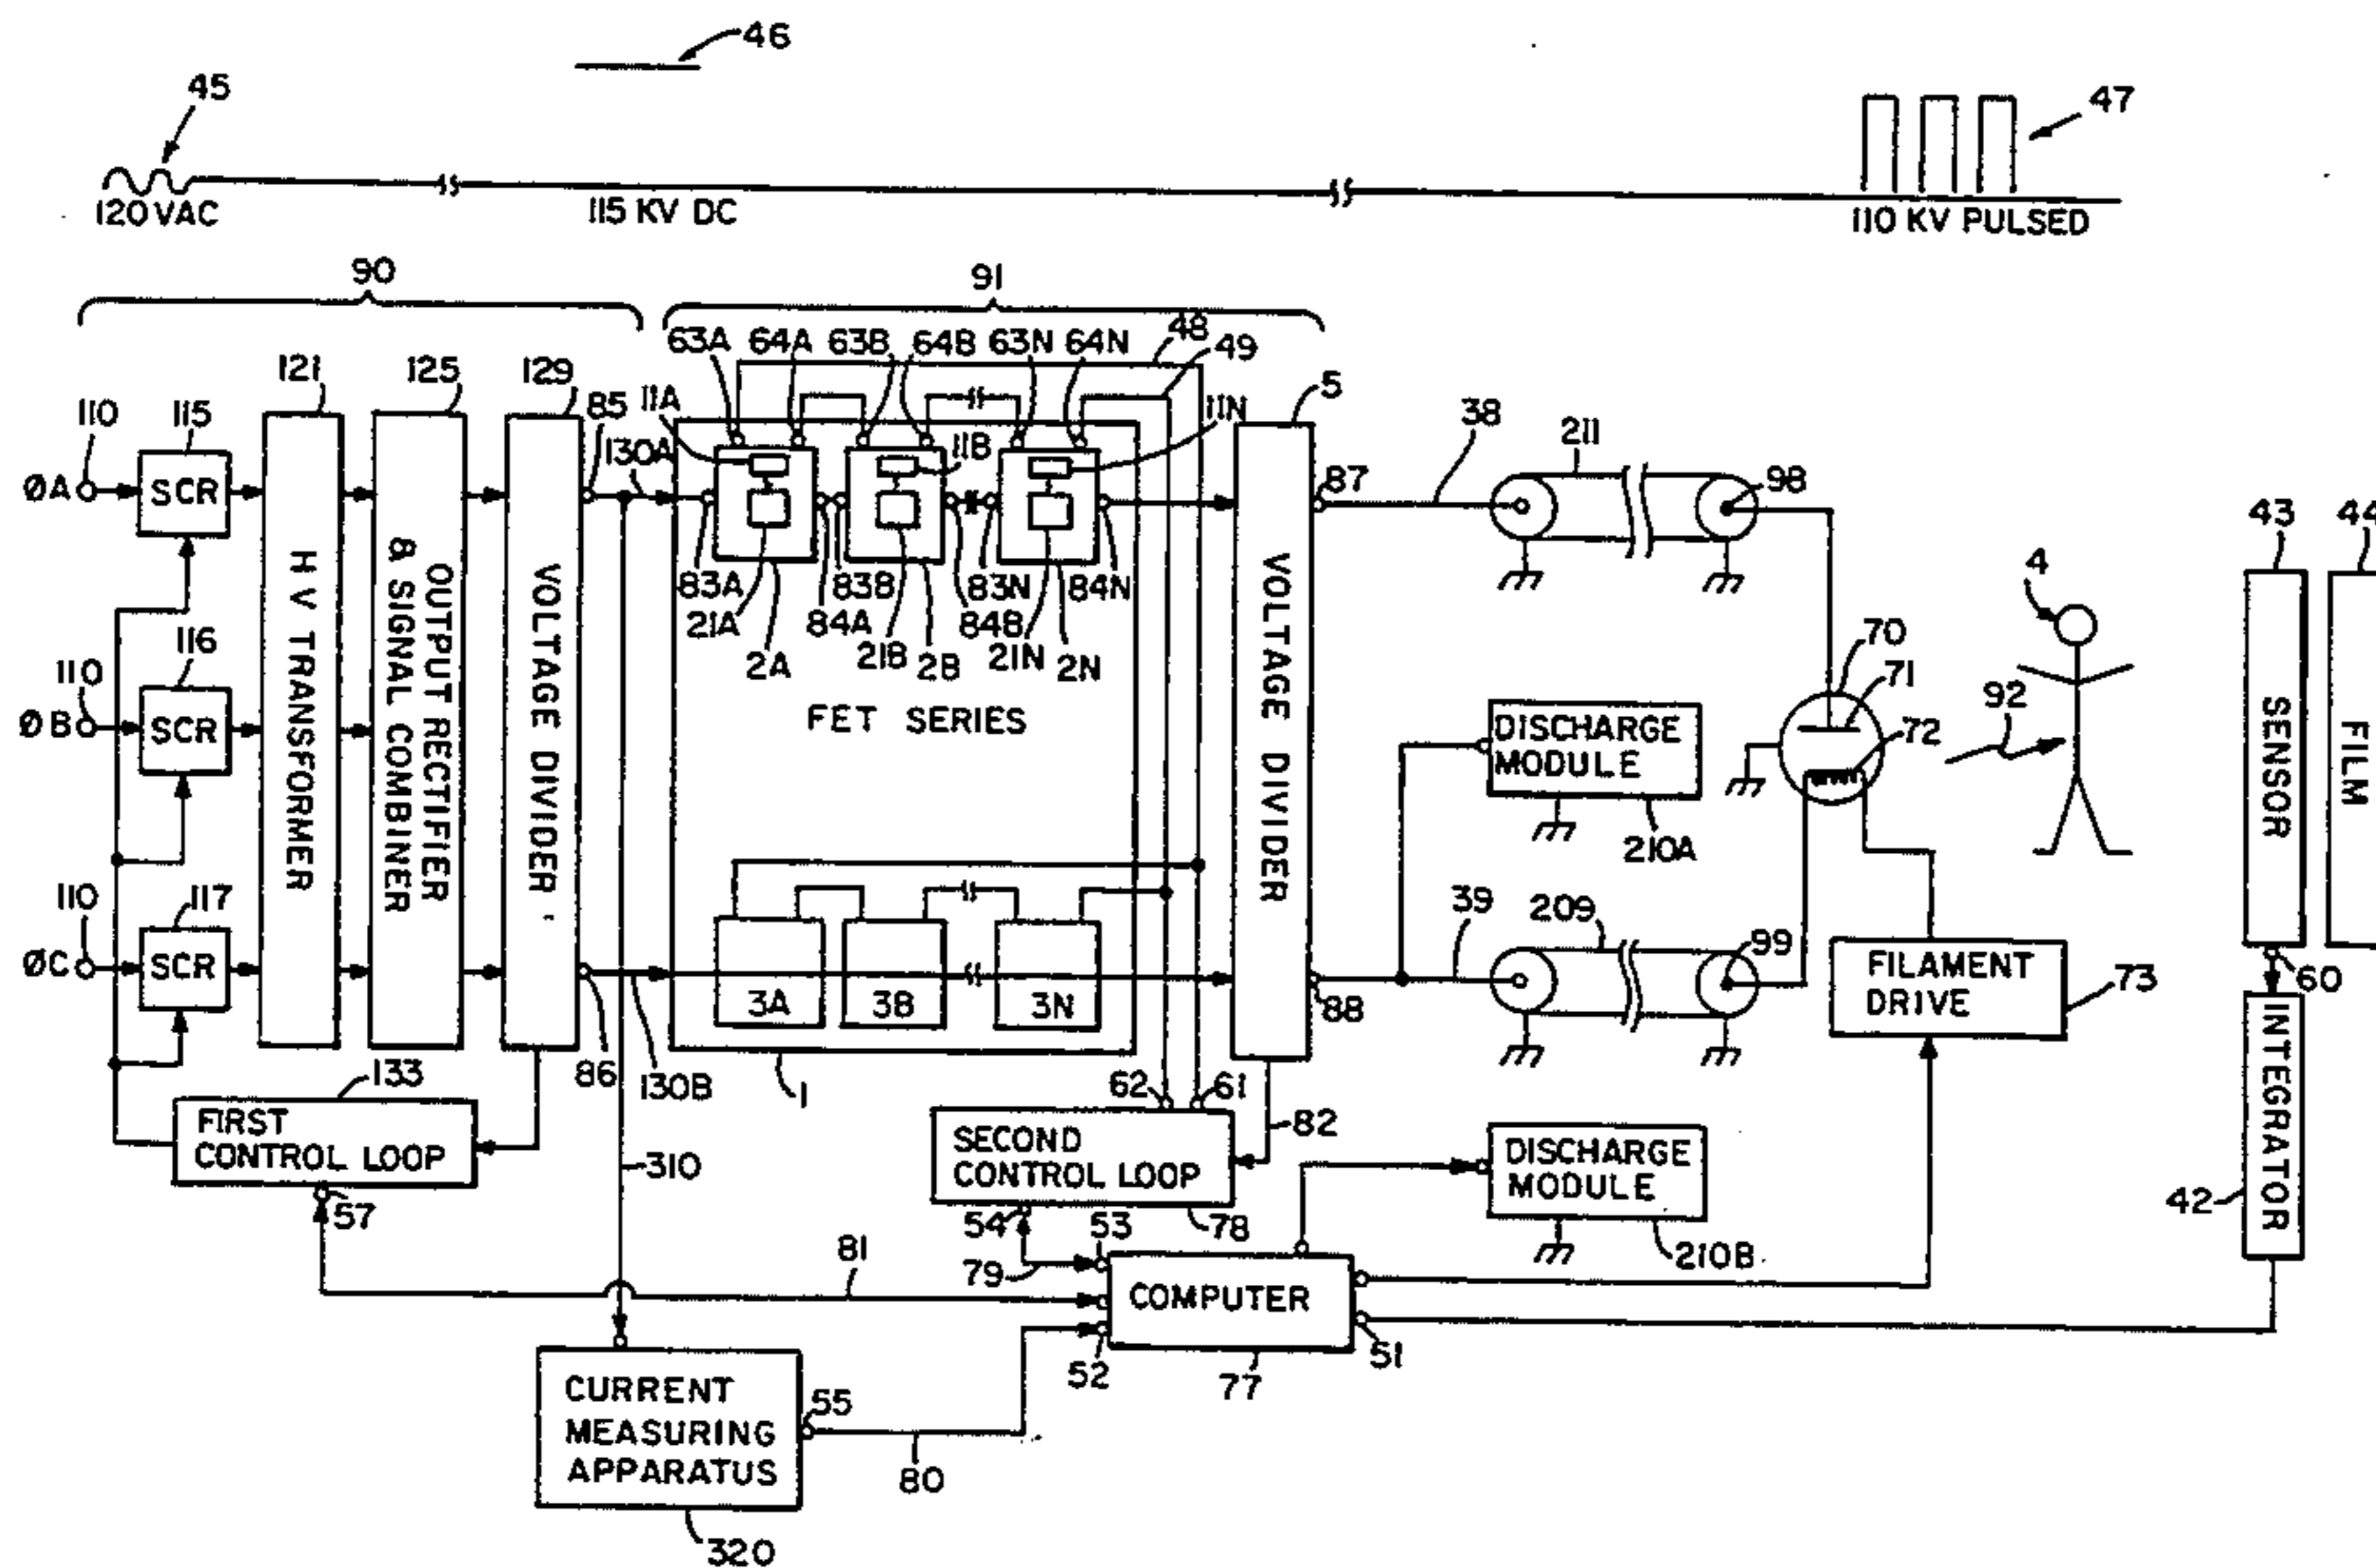 46
45
47
120 VAC
115 KV DC
110 KV PULSED
90
91
63A 64A 63B 64B 63N 64N
48
49
121
125
129
85
11A
11B
11N
5
38
211
110
115
130A
87
98
43
44
ØA
SCR
83A
84A
83B
84B
83N
84N
21A
2A
21B
2B
21N
2N
4
110
116
H V TRANSFORMER
OUTPUT RECTIFIER
& SIGNAL COMBINER
VOLTAGE DIVIDER
FET SERIES
VOLTAGE DIVIDER
DISCHARGE
MODULE
210A
70
71
72
92
SENSOR
FILM
ØB
SCR
110
117
ØC
SCR
3A
3B
3N
39
209
99
88
FILAMENT
DRIVE
73
60
INTEGRATOR
42
133
86
130B
1
62
61
82
FIRST
CONTROL LOOP
57
310
SECOND
CONTROL LOOP
54
53
78
DISCHARGE
MODULE
210B
81
79
COMPUTER
52
77
51
CURRENT
MEASURING
APPARATUS
55
80
320